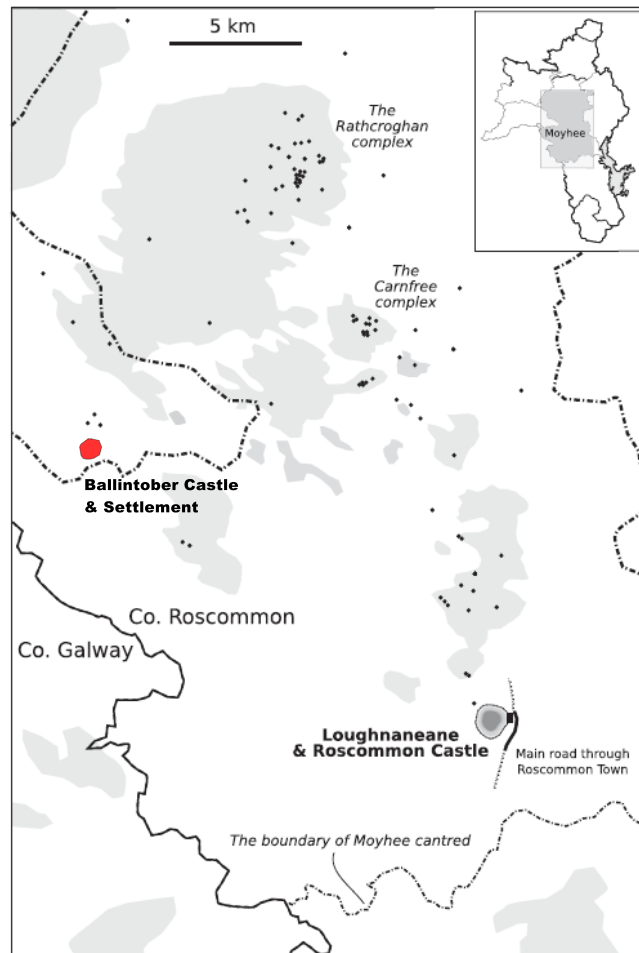 5 km
The
Rathcroghan
complex
Moyhee
The
Carnfree
complex
Ballintober Castle
& Settlement
Co. Roscommon
Co. Galway
Loughnaneane
& Roscommon Castle
Main road through
Roscommon Town
The boundary of Moyhee cantred